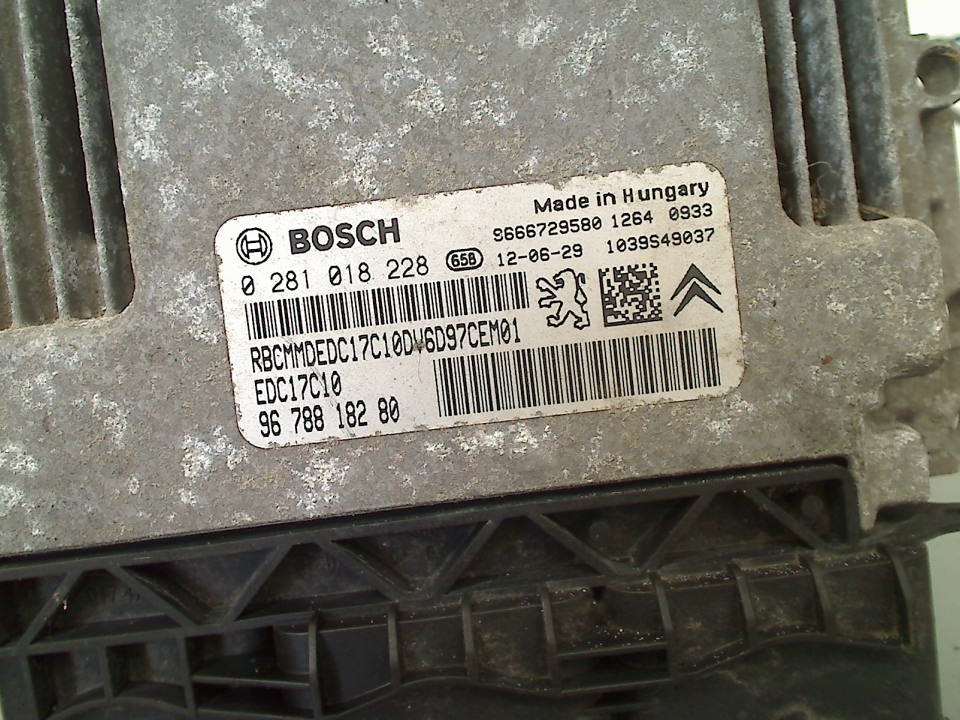 Made in Hungary
BOSCH
S666729580 1264 0933
0 281 018 228 658 12-06-29 1039S49037
RBCMMDEDC17C10DV6D97CEM01
EDC17C10
96 788 182 80